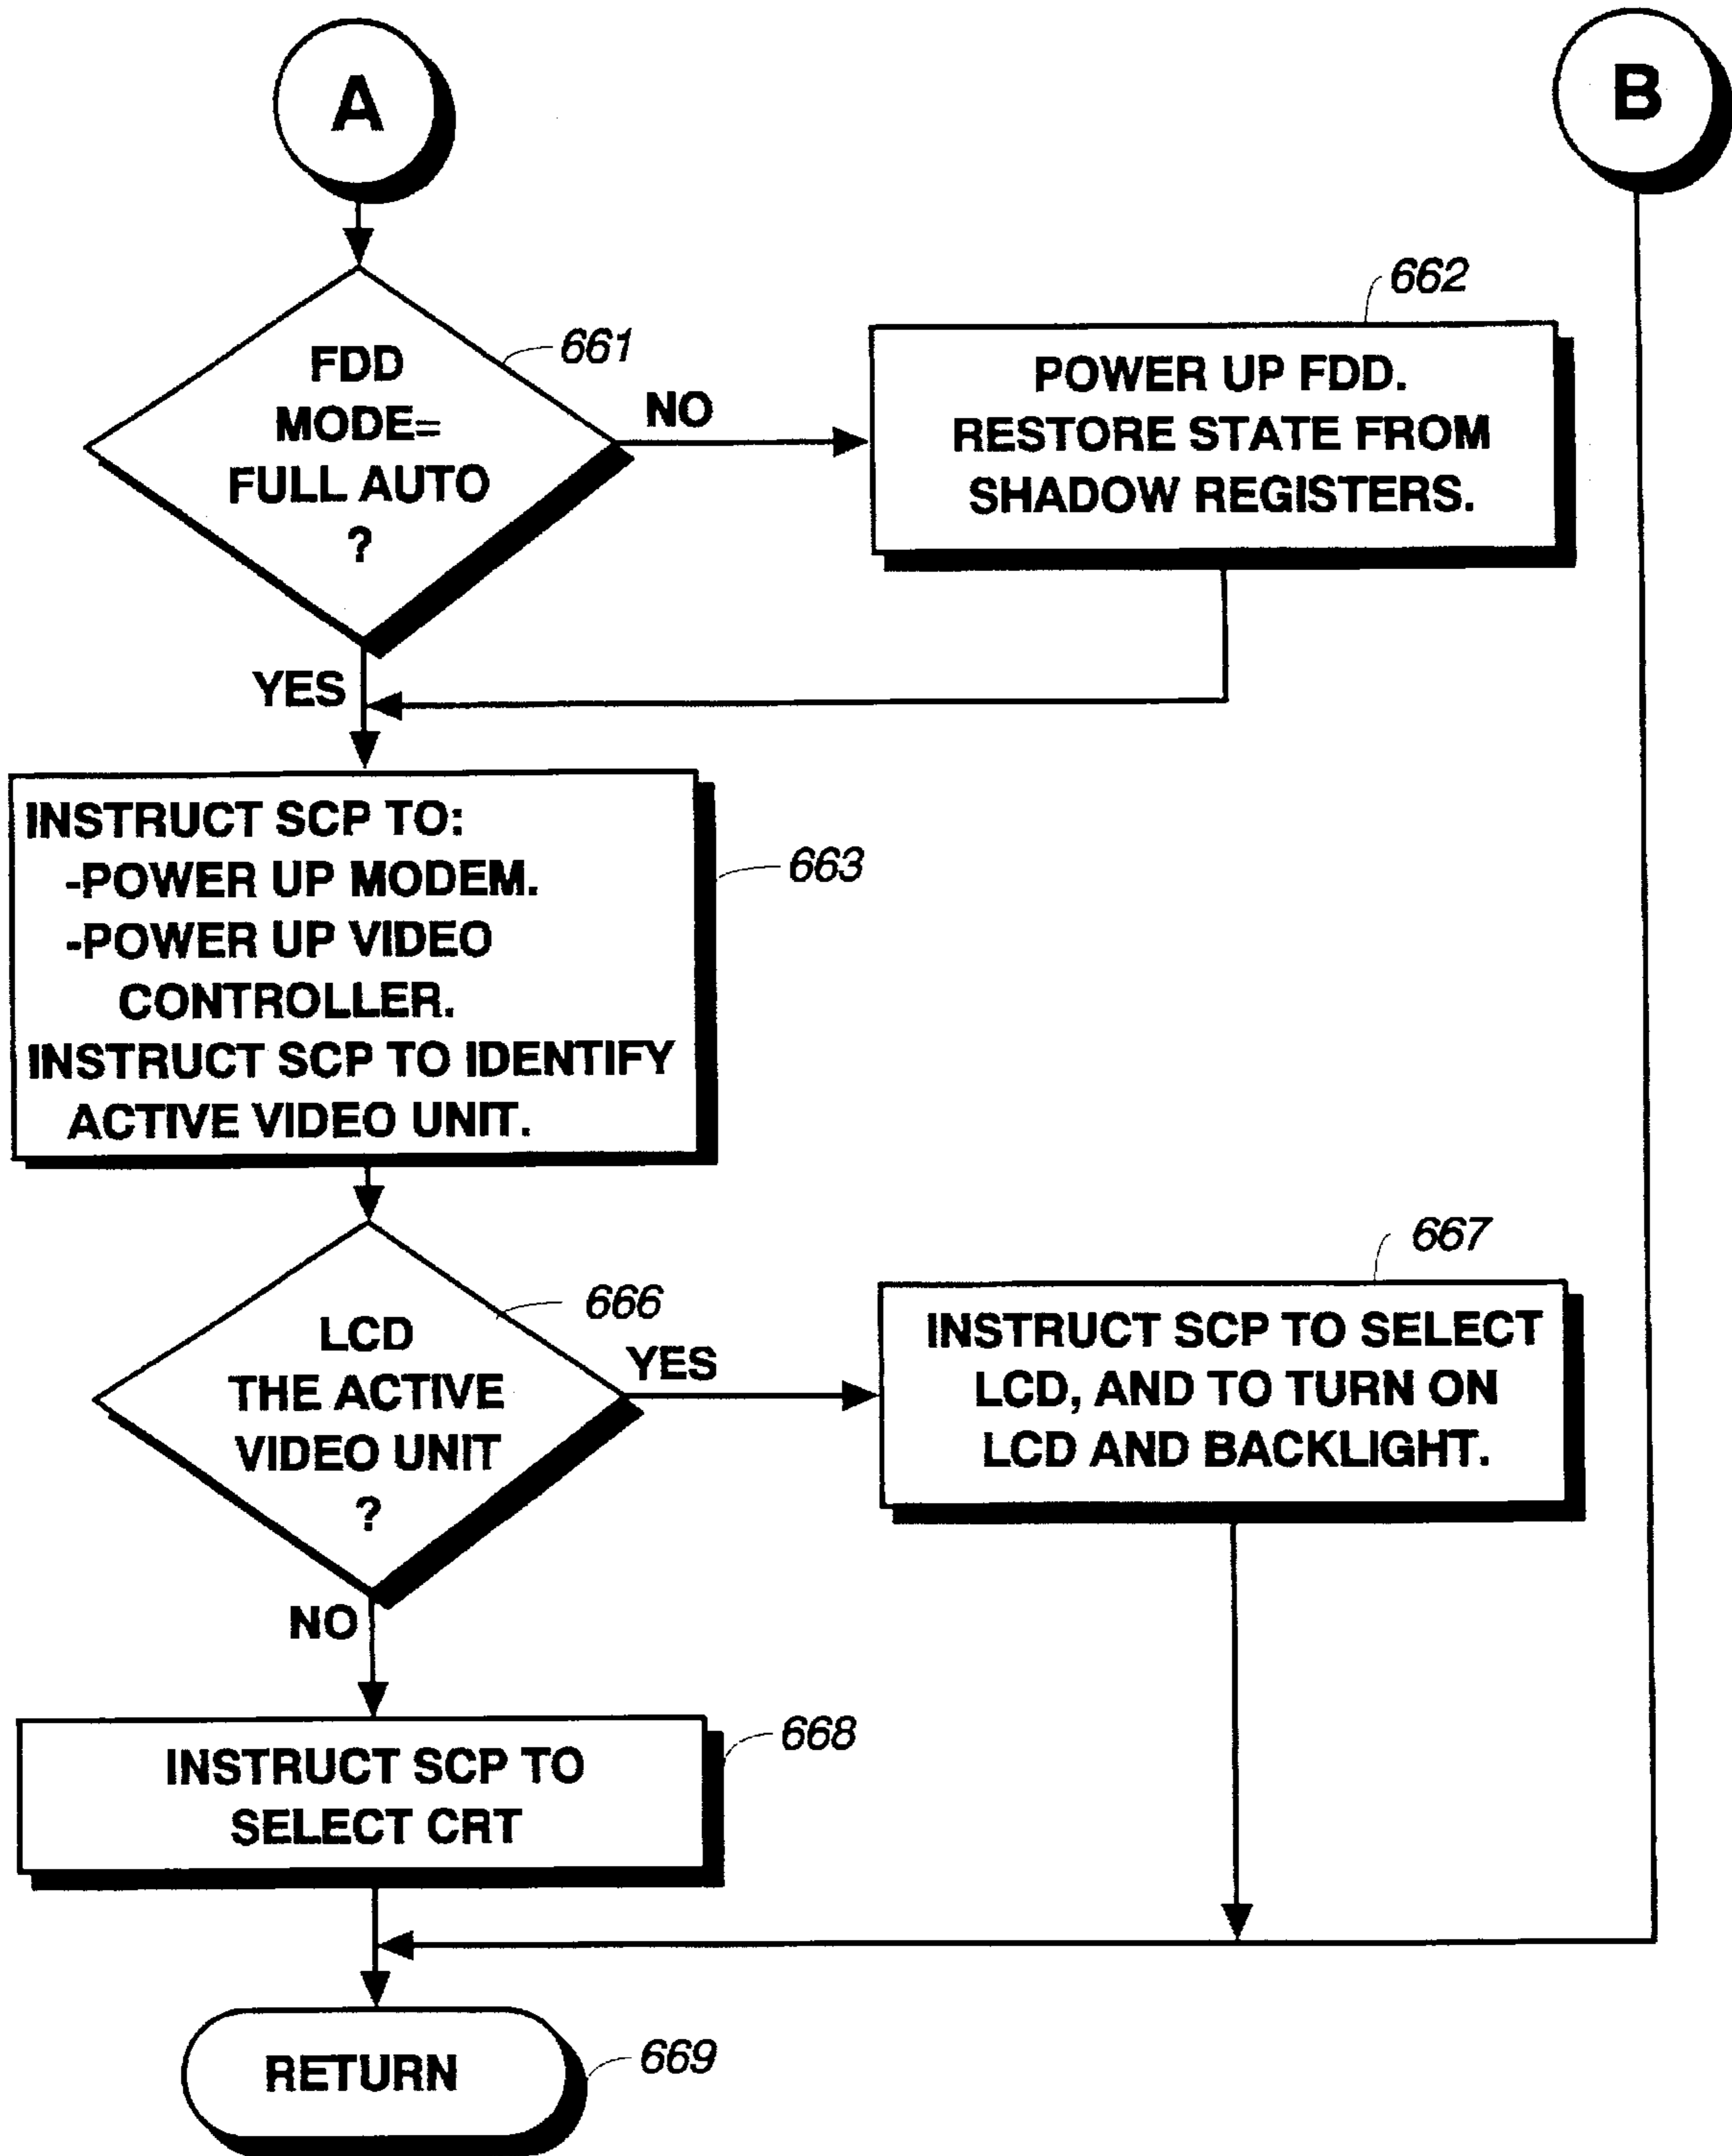 A
B
662
661
FDD
MODE=
FULL AUTO
?
NO
POWER UP FDD.
RESTORE STATE FROM
SHADOW REGISTERS.
YES
INSTRUCT SCP TO:
-POWER UP MODEM.
-POWER UP VIDEO
CONTROLLER.
INSTRUCT SCP TO IDENTIFY
ACTIVE VIDEO UNIT.
663
667
666
LCD
THE ACTIVE
VIDEO UNIT
?
YES
INSTRUCT SCP TO SELECT
LCD, AND TO TURN ON
LCD AND BACKLIGHT.
NO
668
INSTRUCT SCP TO
SELECT CRT
RETURN
669